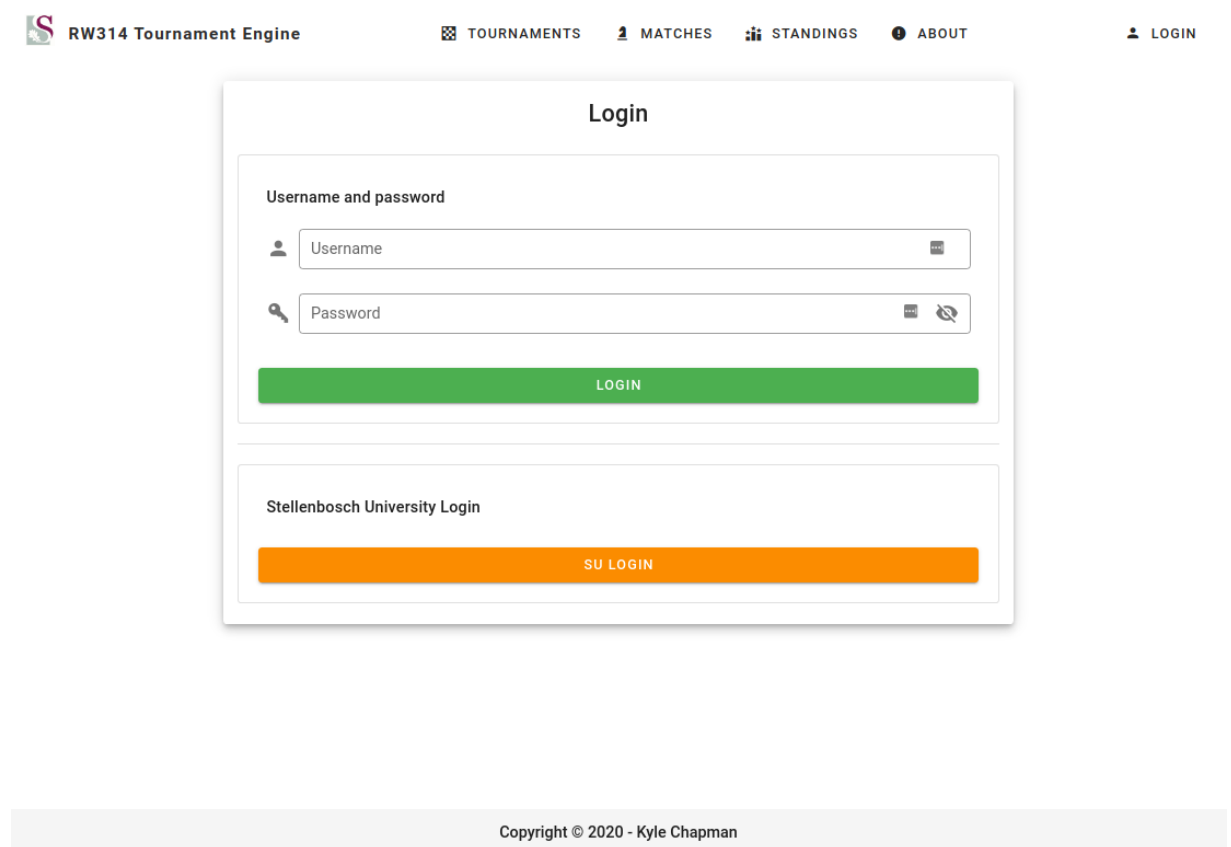 RW314 Tournament Engine
TOURNAMENTS
MATCHES
STANDINGS
ABOUT
LOGIN
Login
Username and password
Username
Password
LOGIN
Stellenbosch University Login
SU LOGIN
Copyright © 2020 - Kyle Chapman